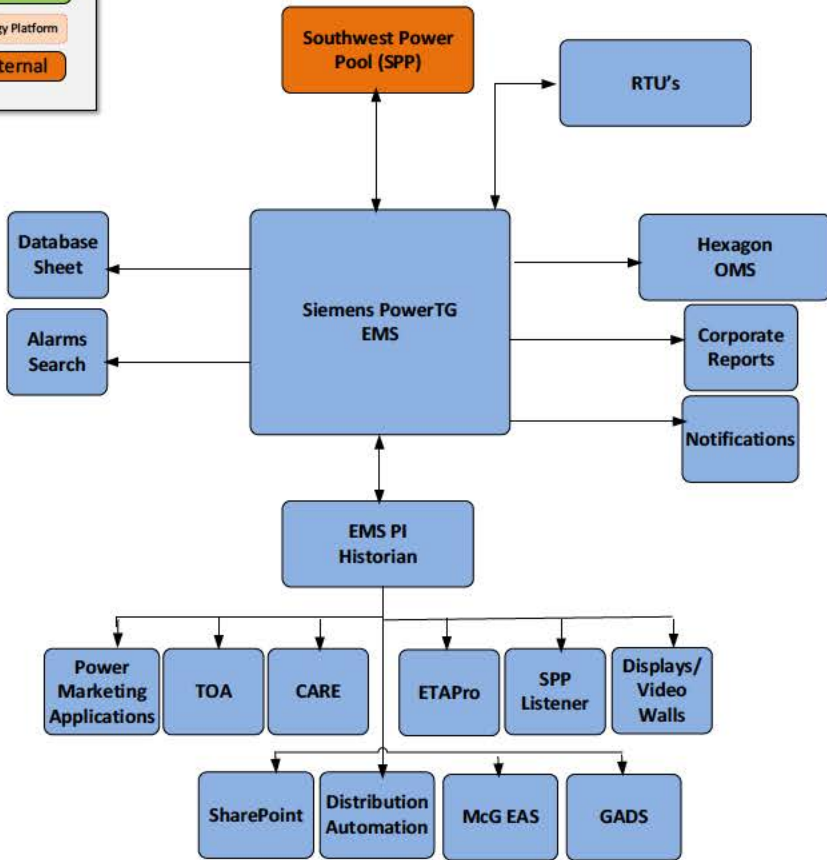 Platform
Southwest Power
Pool (SPP)
RTU's
Database
Sheet
Alarms
Search
Siemens PowerTG
EMS
Hexagon
OMS
Corporate
Reports
Notifications
EMS PI
Historian
Power
Marketing
Applications
TOA
CARE
ETAPro
SPP
Listener
Displays/
Video
Walls
SharePoint
Distribution
Automation
McG EAS
GADS